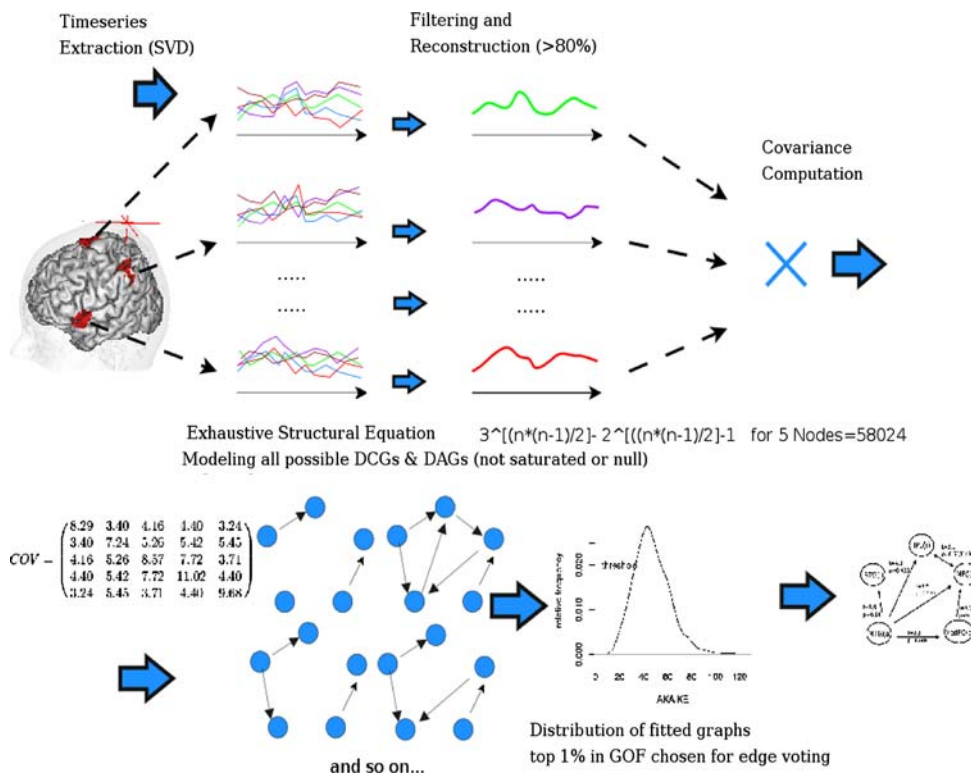 Timeseries
Extraction (SVD)
Filtering and
Reconstruction (>80%)
Covariance
Computation
.....
.....
.....
.....
Exhaustive Structural Equation 3^[(n*(n-1)/2]- 2^[((n*(n-1)/2]-1 for 5 Nodes=58024
Modeling all possible DCGs & DAGs (not saturated or null)
COV =
8.29 3.40 4.16 4.40 3.24
3.40 7.24 5.26 5.42 5.45
4.16 5.26 8.57 7.72 3.71
4.40 5.42 7.72 11.02 4.40
3.24 5.45 3.71 4.40 9.68
relative frequency
0.000 0.010 0.020
threshold
0 20 40 60 80 100 120
AKAIKE
Distribution of fitted graphs
top 1% in GOF chosen for edge voting
and so on...